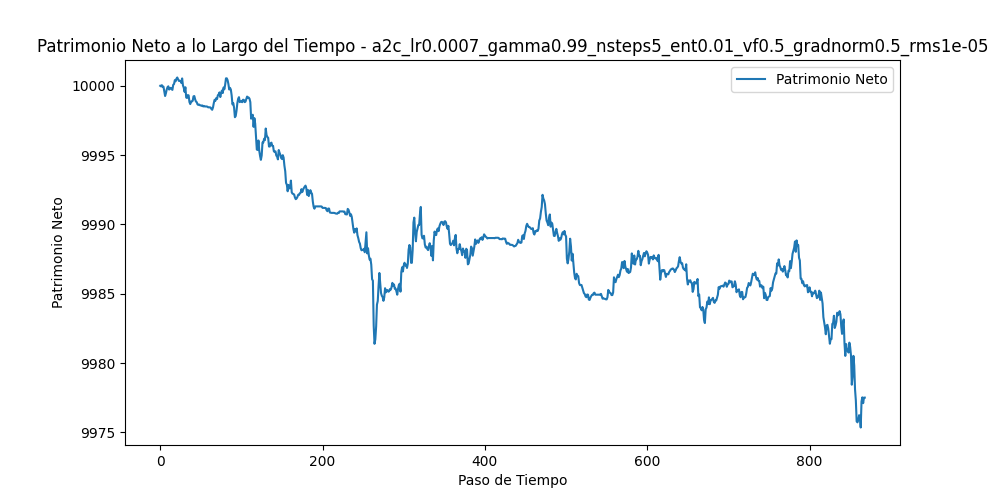 Patrimonio Neto a lo Largo del Tiempo - a2c_lr0.0007_gamma0.99_nsteps5_ent0.01_vf0.5_gradnorm0.5_rms1e-05
Patrimonio Neto
10000
9995
9990
9985
9980
9975
Patrimonio Neto
0 200 400 600 800
Paso de Tiempo